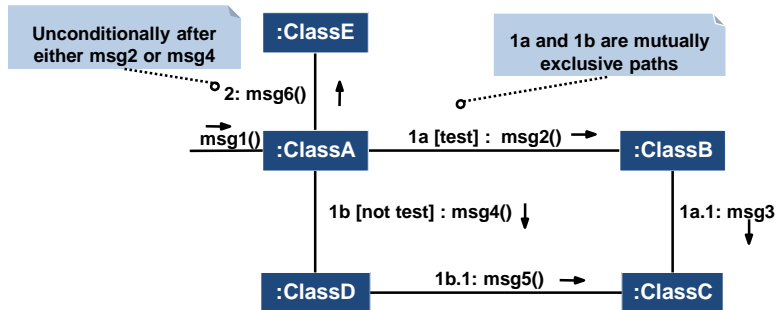 Unconditionally after
either msg2 or msg4
:ClassE
1a and 1b are mutually
exclusive paths
2: msg6()
msg1()
:ClassA
1a [test] : msg2()
:ClassB
1b [not test] : msg4()
1a.1: msg3
:ClassD
1b.1: msg5()
:ClassC